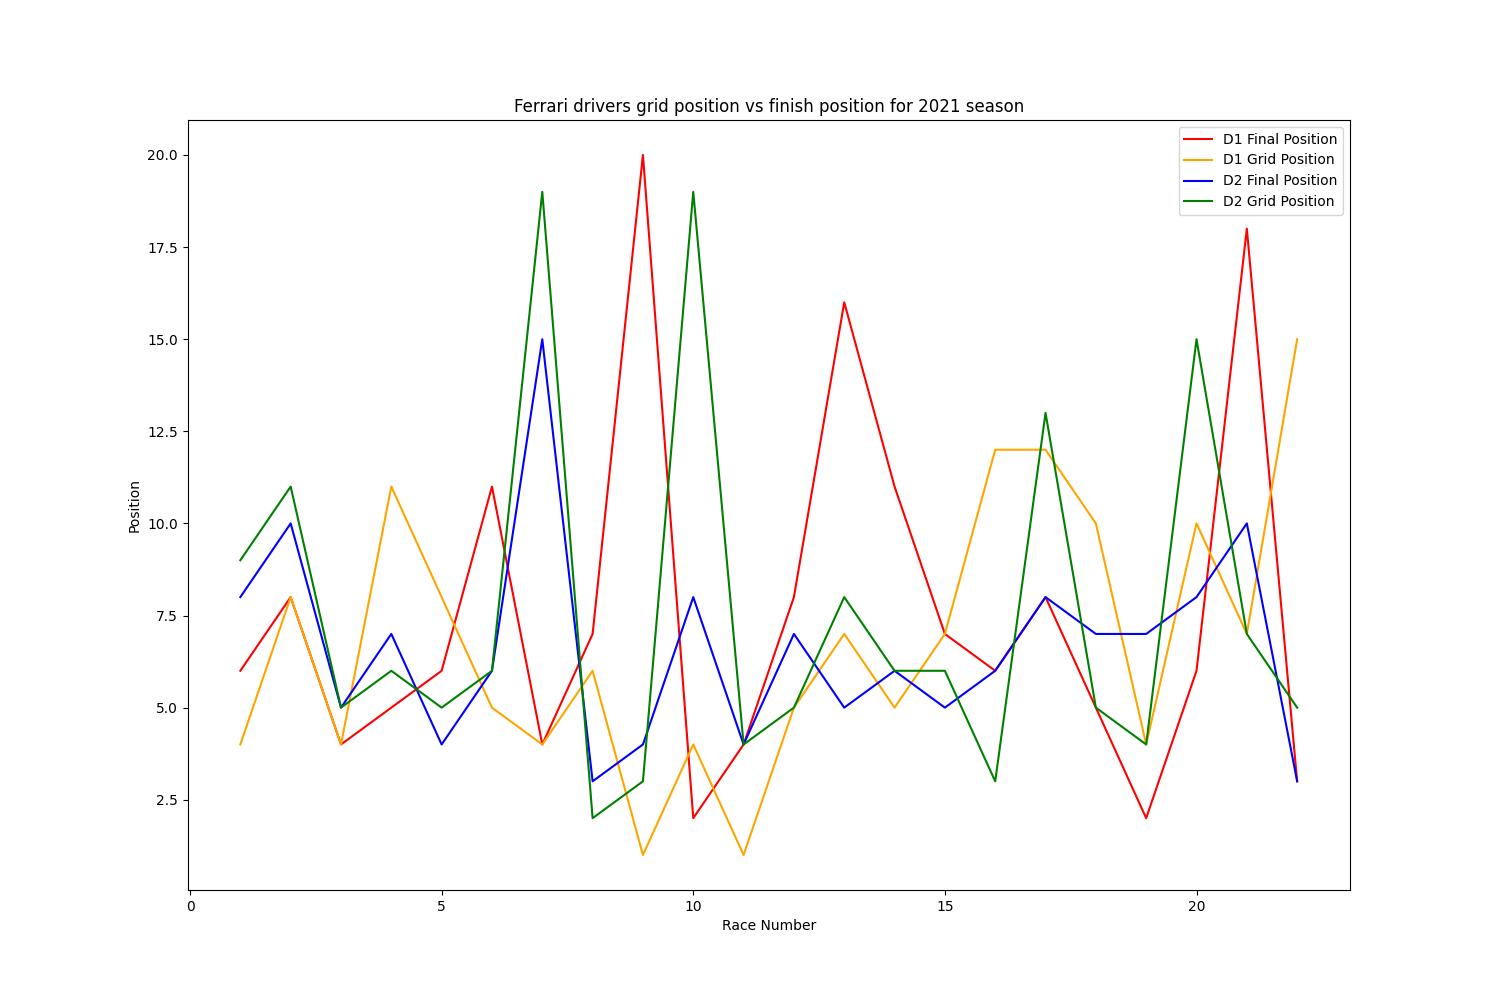 Ferrari drivers grid position vs finish position for 2021 season
D1 Final Position
D1 Grid Position
D2 Final Position
D2 Grid Position
20.0
17.5
15.0
12.5
10.0
7.5
5.0
2.5
Position
0 5 10 15 20
Race Number